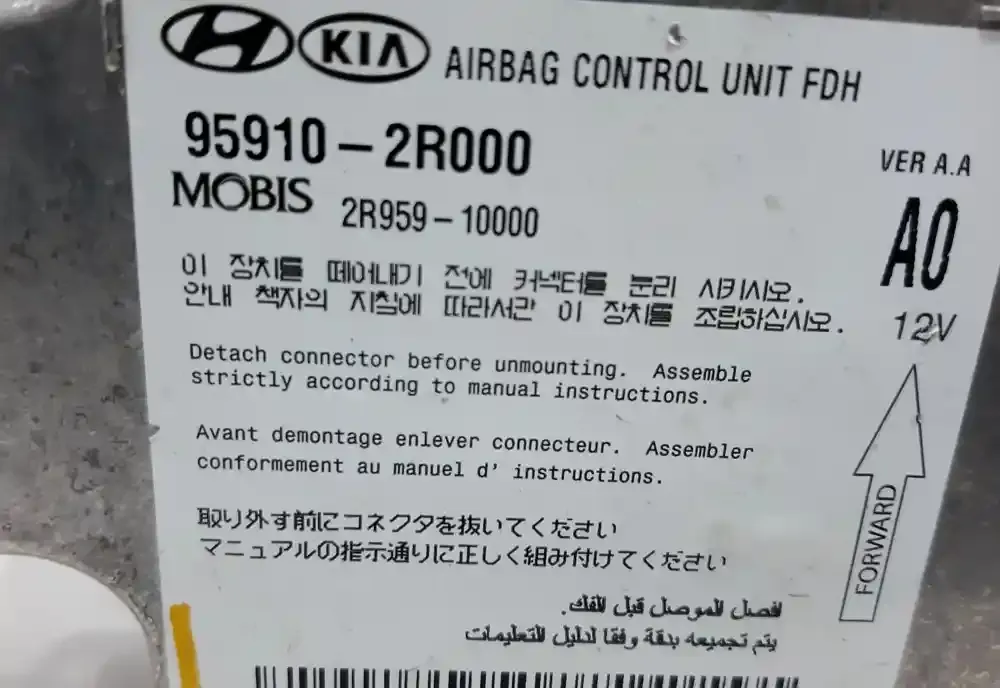 KIA AIRBAG CONTROL UNIT FDH
95910-2R000
VER A.A
MOBIS 2R959-10000
A0
이 장치를 떼어내기 전에 커넥터를 분리 시키시오.
안내 책자의 지침에 따라서만 이 장치를 조립하십시오.
12V
Detach connector before unmounting. Assemble
strictly according to manual instructions.
Avant demontage enlever connecteur. Assembler
conformement au manuel d' instructions.
FORWARD
取り外す前にコネクタを抜いてください
マニュアルの指示通りに正しく組み付けてください
افصل الموصل قبل الفك.
يتم تجميعه بدقة وفقا لدليل التعليمات